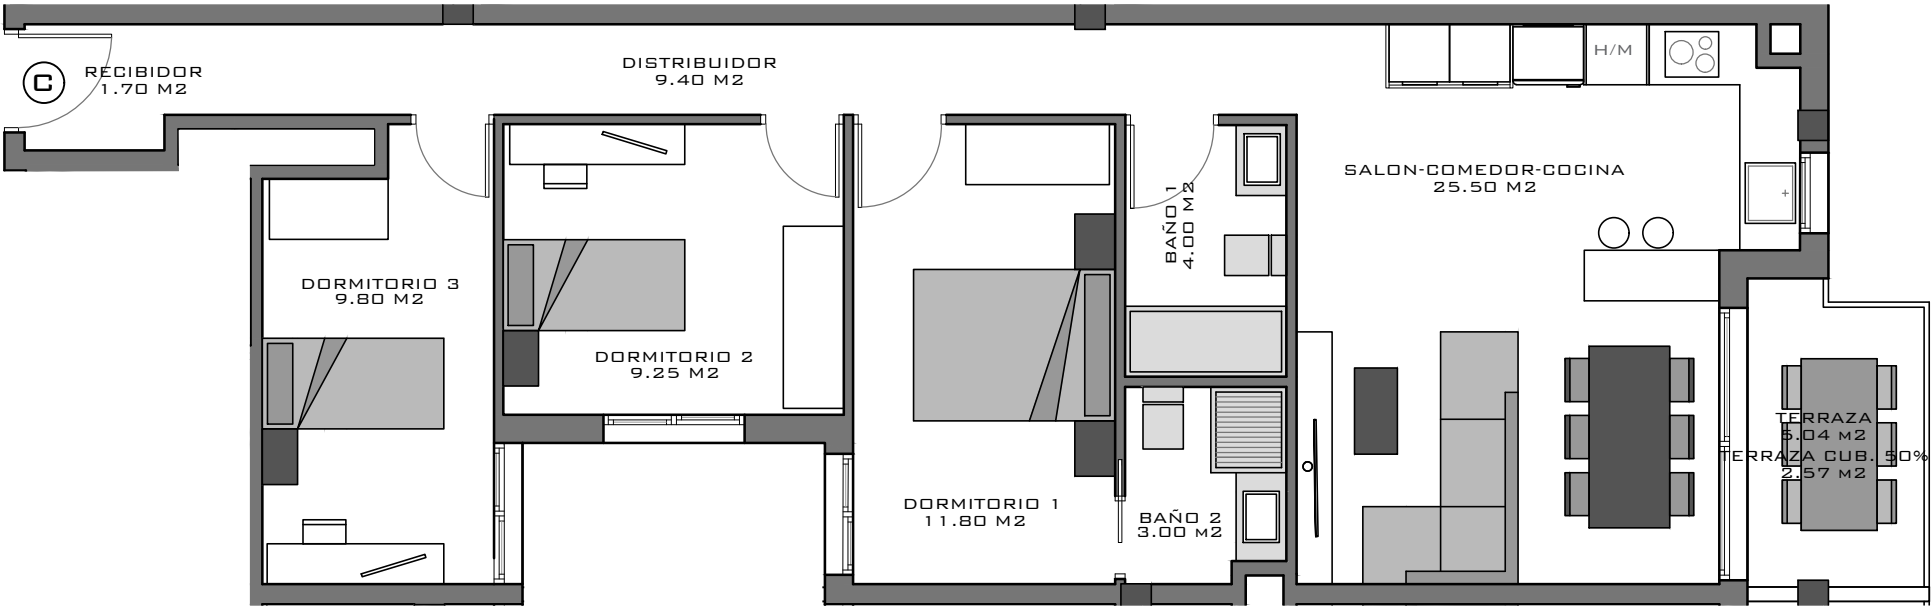 C
RECIBIDOR
1.70 M2
DISTRIBUIDOR
9.40 M2
H/M
SALON-COMEDOR-COCINA
25.50 M2
BAÑO 1
4.00 M2
DORMITORIO 3
9.80 M2
DORMITORIO 2
9.25 M2
DORMITORIO 1
11.80 M2
BAÑO 2
3.00 M2
TERRAZA
5.04 M2
TERRAZA CUB. 50%
2.57 M2